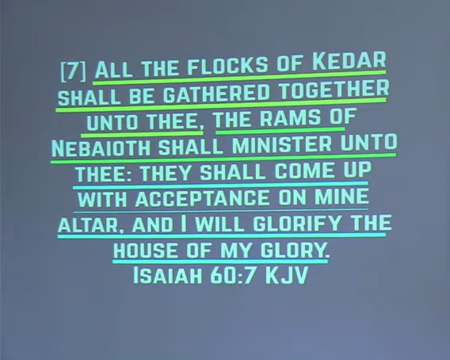 [7] All the flocks of Kedar
shall be gathered together
unto thee, the rams of
Nebaioth shall minister unto
thee: they shall come up
with acceptance on mine
altar, and I will glorify the
house of my glory.
Isaiah 60:7 KJV